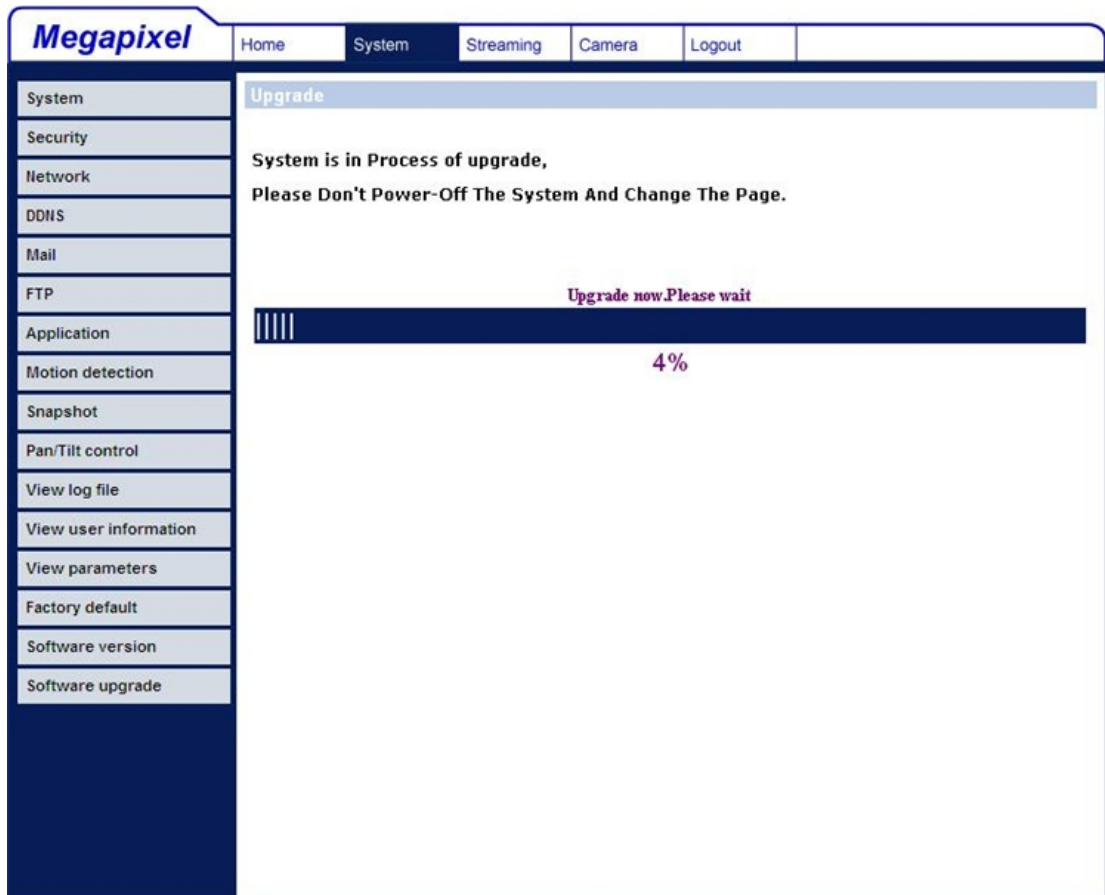 Megapixel
Home System Streaming Camera Logout
System
Security
Network
DDNS
Mail
FTP
Application
Motion detection
Snapshot
Pan/Tilt control
View log file
View user information
View parameters
Factory default
Software version
Software upgrade
Upgrade
System is in Process of upgrade,
Please Don't Power-Off The System And Change The Page.
Upgrade now.Please wait
4%